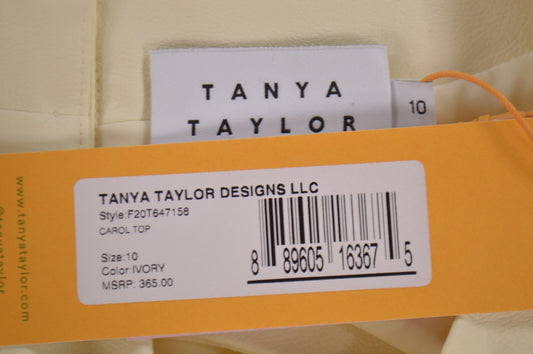 TANYA
TAYLOR
10
TANYA TAYLOR DESIGNS LLC
Style:F20T647158
CAROL TOP
Size:10
Color:IVORY
MSRP: 365.00
8 89605 16367 5
www.tanyataylor.com
@tanyataylor